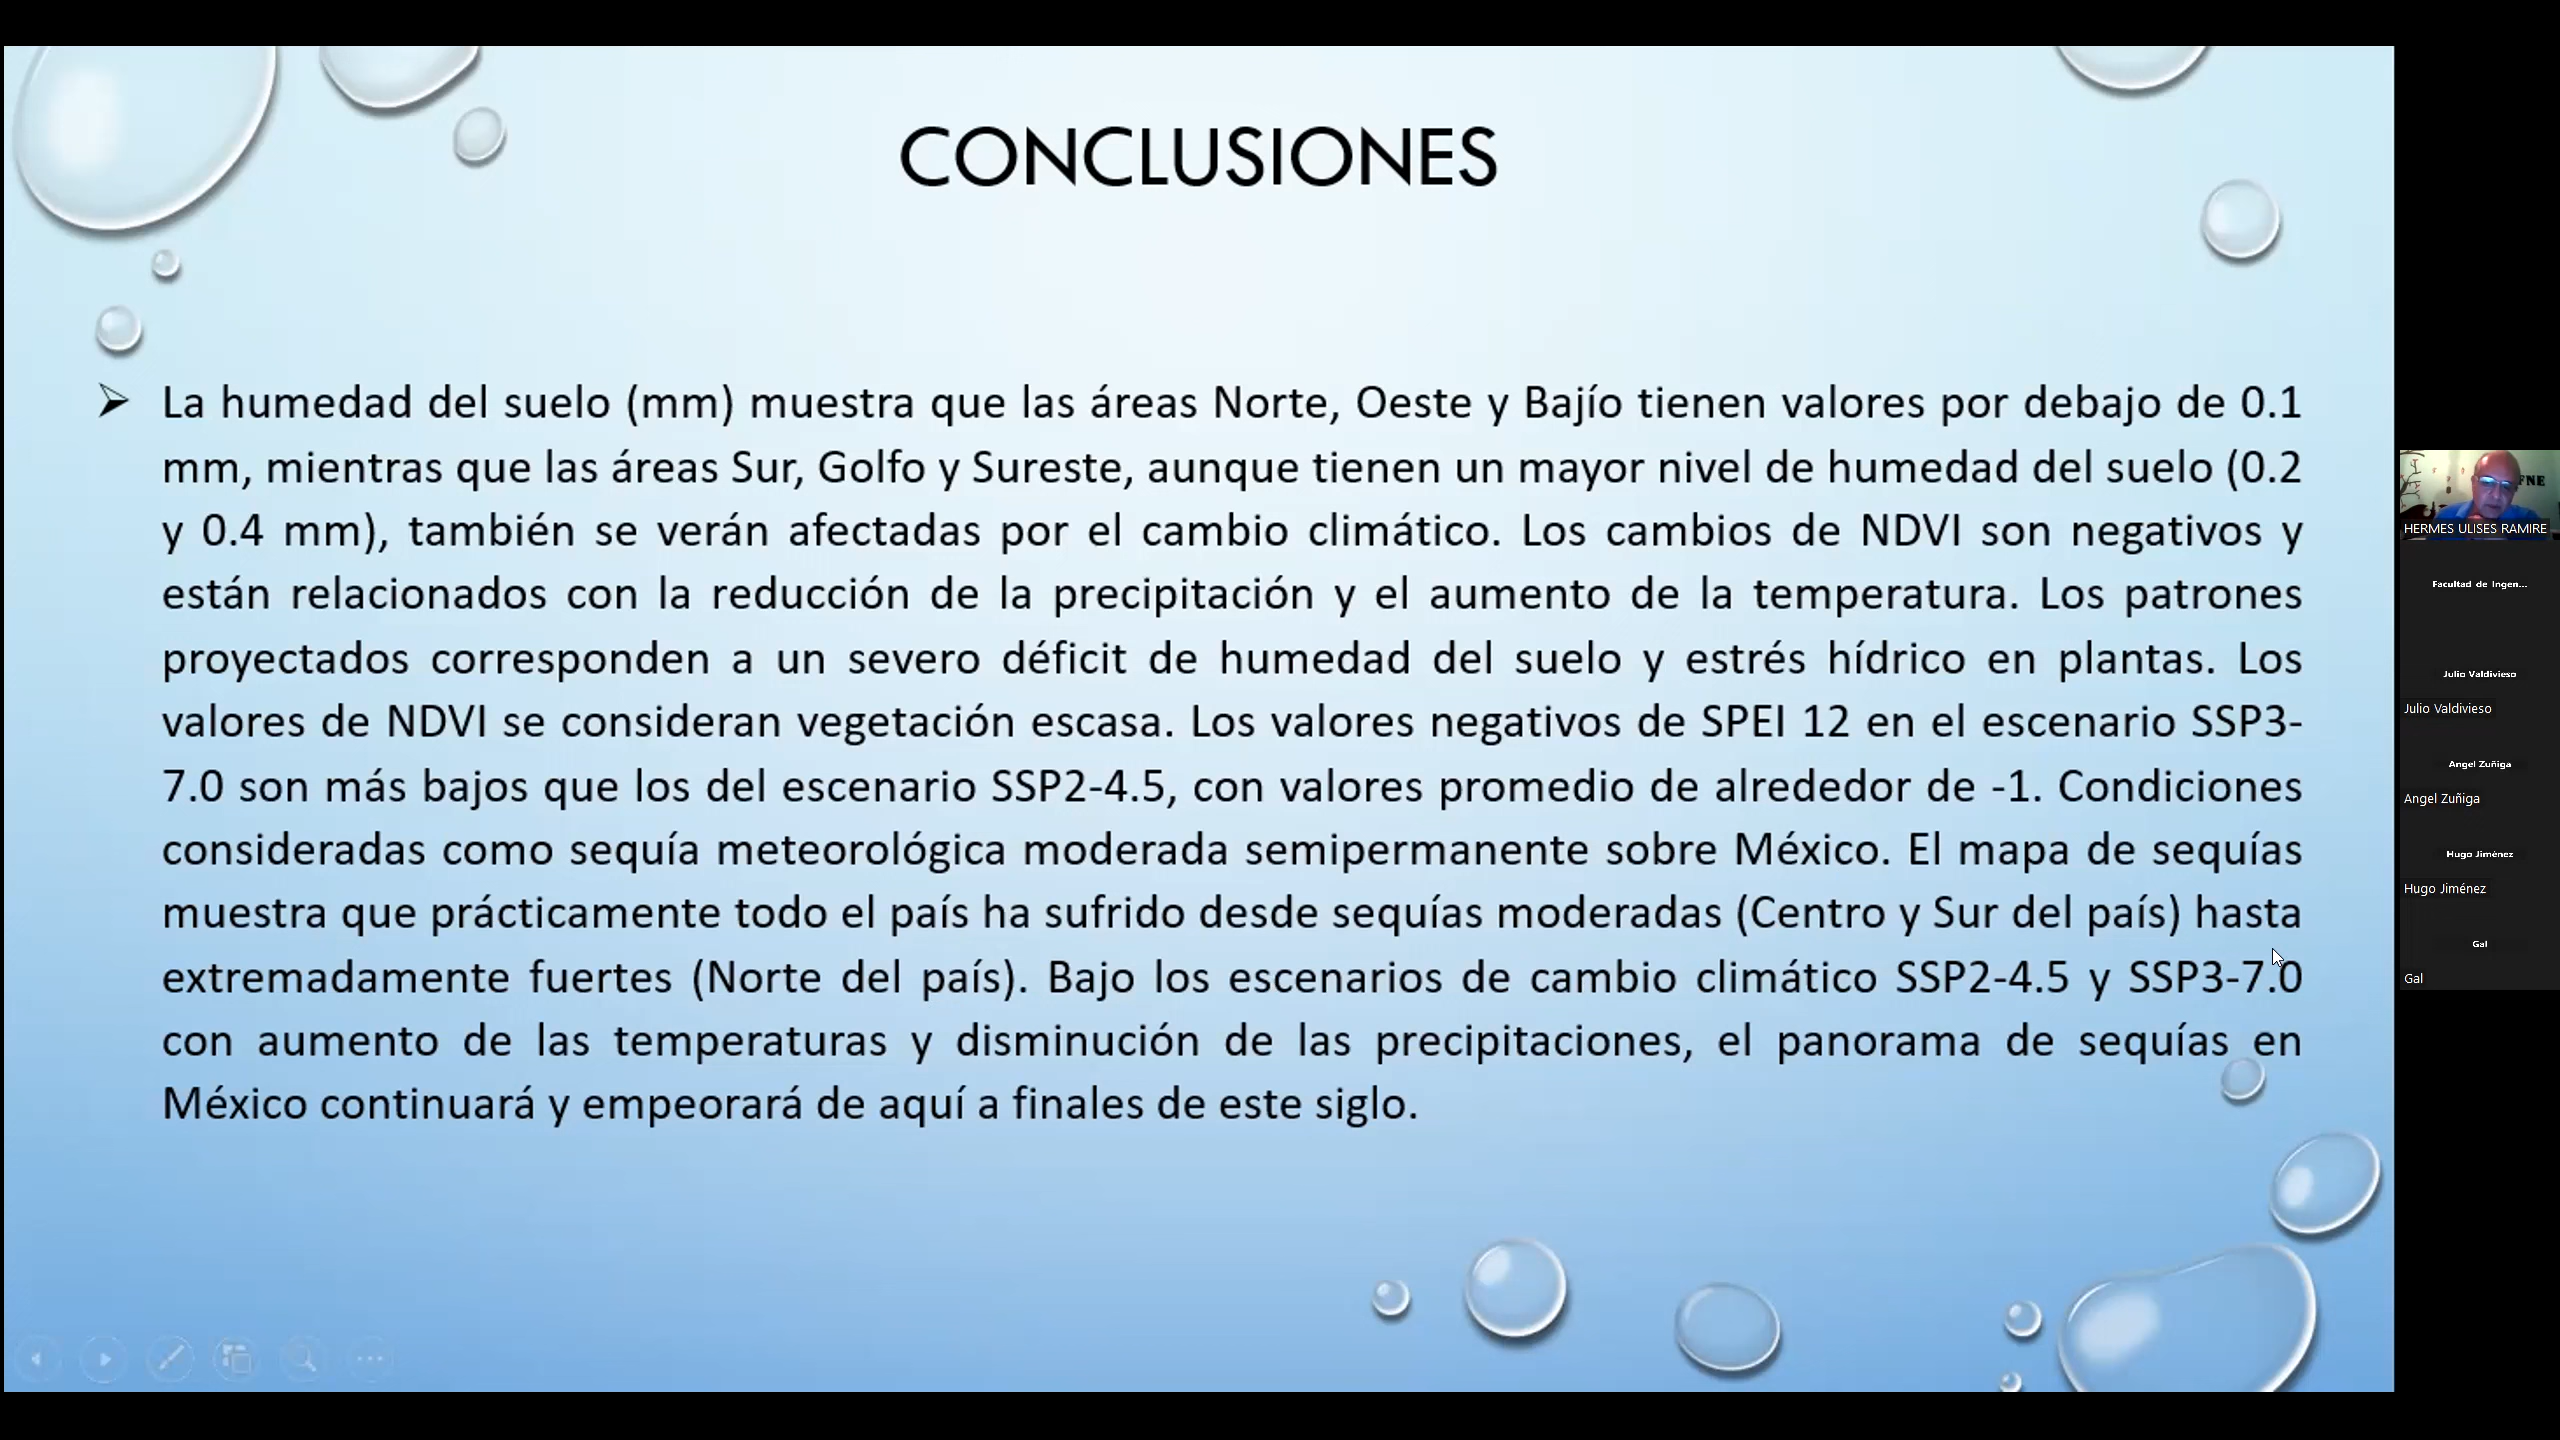 CONCLUSIONES
➢ La humedad del suelo (mm) muestra que las áreas Norte, Oeste y Bajío tienen valores por debajo de 0.1
mm, mientras que las áreas Sur, Golfo y Sureste, aunque tienen un mayor nivel de humedad del suelo (0.2
y 0.4 mm), también se verán afectadas por el cambio climático. Los cambios de NDVI son negativos y
están relacionados con la reducción de la precipitación y el aumento de la temperatura. Los patrones
proyectados corresponden a un severo déficit de humedad del suelo y estrés hídrico en plantas. Los
valores de NDVI se consideran vegetación escasa. Los valores negativos de SPEI 12 en el escenario SSP3-
7.0 son más bajos que los del escenario SSP2-4.5, con valores promedio de alrededor de -1. Condiciones
consideradas como sequía meteorológica moderada semipermanente sobre México. El mapa de sequías
muestra que prácticamente todo el país ha sufrido desde sequías moderadas (Centro y Sur del país) hasta
extremadamente fuertes (Norte del país). Bajo los escenarios de cambio climático SSP2-4.5 y SSP3-7.0
con aumento de las temperaturas y disminución de las precipitaciones, el panorama de sequías en
México continuará y empeorará de aquí a finales de este siglo.
FNE
HERMES ULISES RAMIRE
Facultad de Ingen...
Julio Valdivieso
Julio Valdivieso
Angel Zuñiga
Angel Zuñiga
Hugo Jiménez
Hugo Jiménez
Gal
Gal